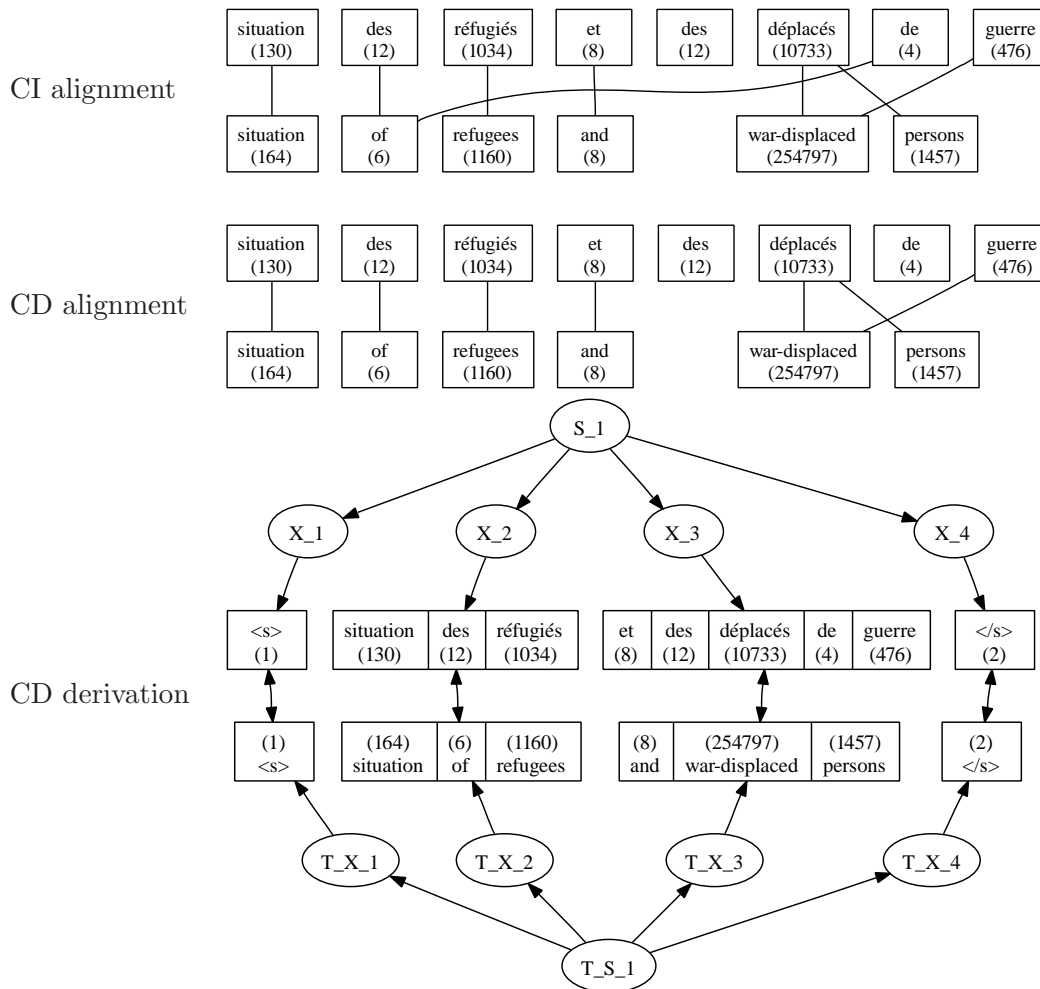 situation des réfugiés et des déplacés de guerre
(130) (12) (1034) (8) (12) (10733) (4) (476)
CI alignment
situation of refugees and war-displaced persons
(164) (6) (1160) (8) (254797) (1457)
situation des réfugiés et des déplacés de guerre
(130) (12) (1034) (8) (12) (10733) (4) (476)
CD alignment
situation of refugees and war-displaced persons
(164) (6) (1160) (8) (254797) (1457)
S_1
X_1 X_2 X_3 X_4
<s> situation des réfugiés et des déplacés de guerre </s>
(1) (130) (12) (1034) (8) (12) (10733) (4) (476) (2)
CD derivation
(1) (164) (6) (1160) (8) (254797) (1457) (2)
<s> situation of refugees and war-displaced persons </s>
T_X_1 T_X_2 T_X_3 T_X_4
T_S_1